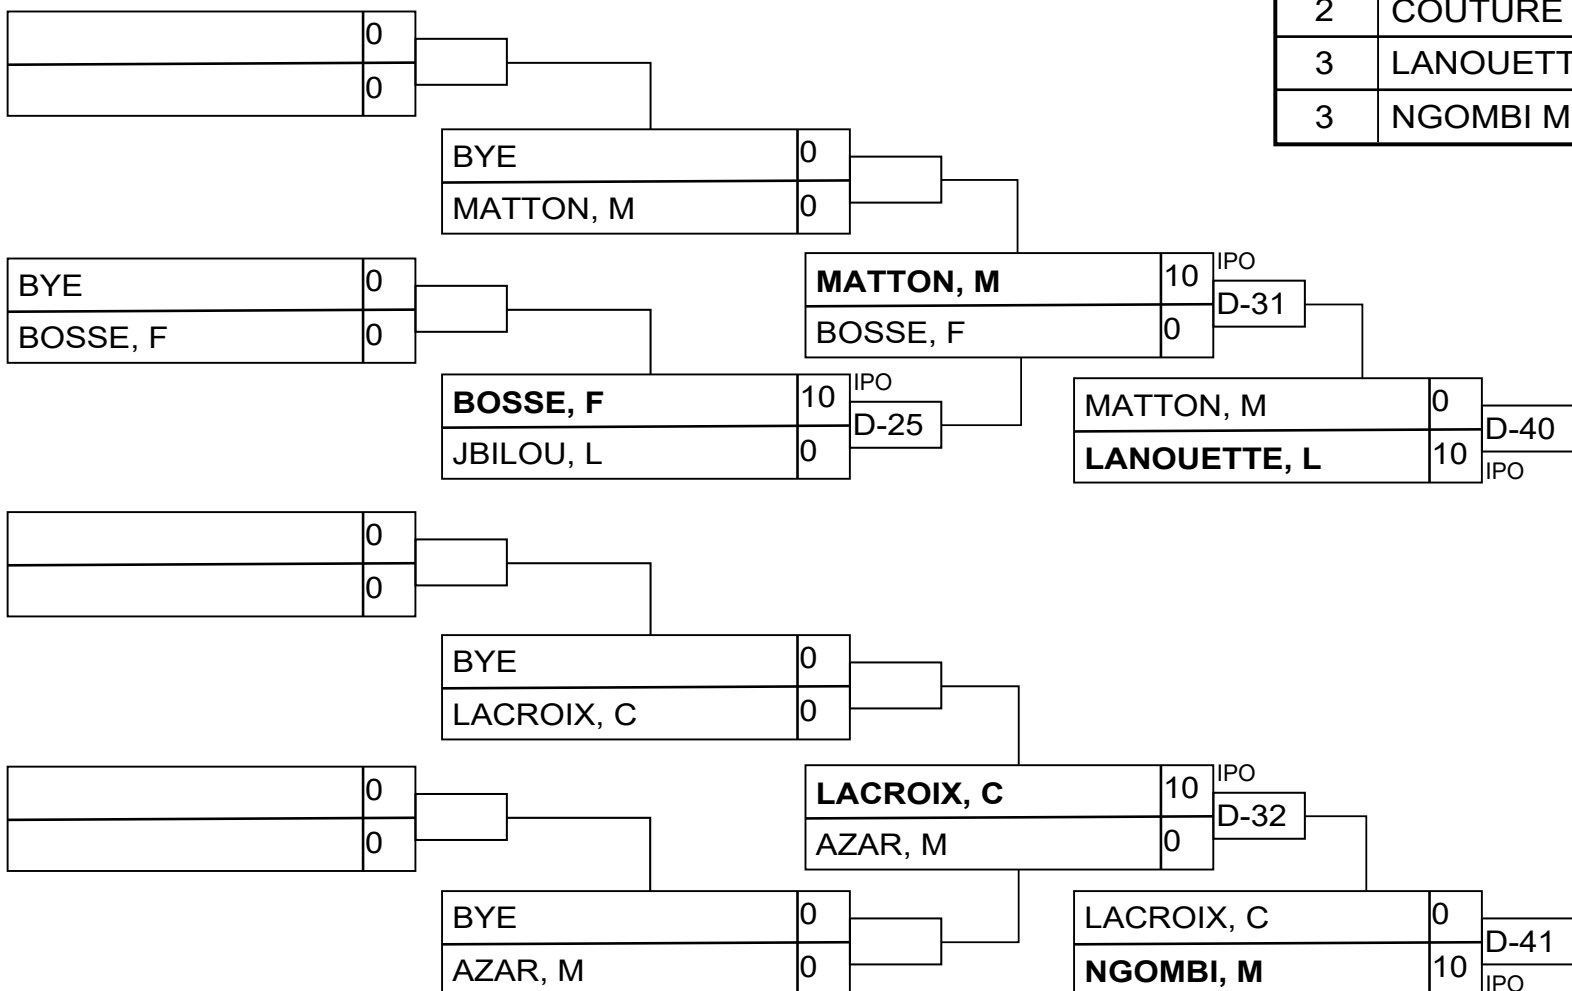 2 COUTURE
3 LANOUETT
3 NGOMBI M
0
0
BYE 0
MATTON, M 0
BYE 0
BOSSE, F 0
MATTON, M 10 IPO
D-31
BOSSE, F 0
BOSSE, F 10 IPO
D-25
JBILOU, L 0
MATTON, M 0
D-40
LANOUETTE, L 10 IPO
0
0
BYE 0
LACROIX, C 0
0
0
LACROIX, C 10 IPO
D-32
AZAR, M 0
BYE 0
AZAR, M 0
LACROIX, C 0
D-41
NGOMBI, M 10 IPO